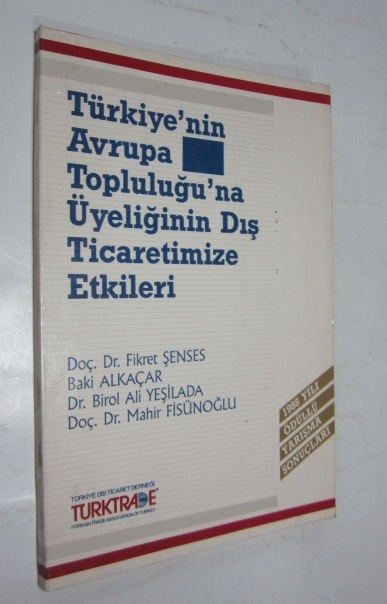 Türkiye'nin
Avrupa
Topluluğu'na
Üyeliğinin Dış
Ticaretimize
Etkileri
Doç. Dr. Fikret ŞENSES
Baki ALKAÇAR
Dr. Birol Ali YEŞİLADA
Doç. Dr. Mahir FİSÜNOĞLU
1988 YILI
ÖDÜLLÜ
YARIŞMA
SONUÇLARI
TÜRKİYE DIŞ TİCARET DERNEĞİ
TURKTRADE
FOREIGN TRADE ASSOCIATION OF TURKEY